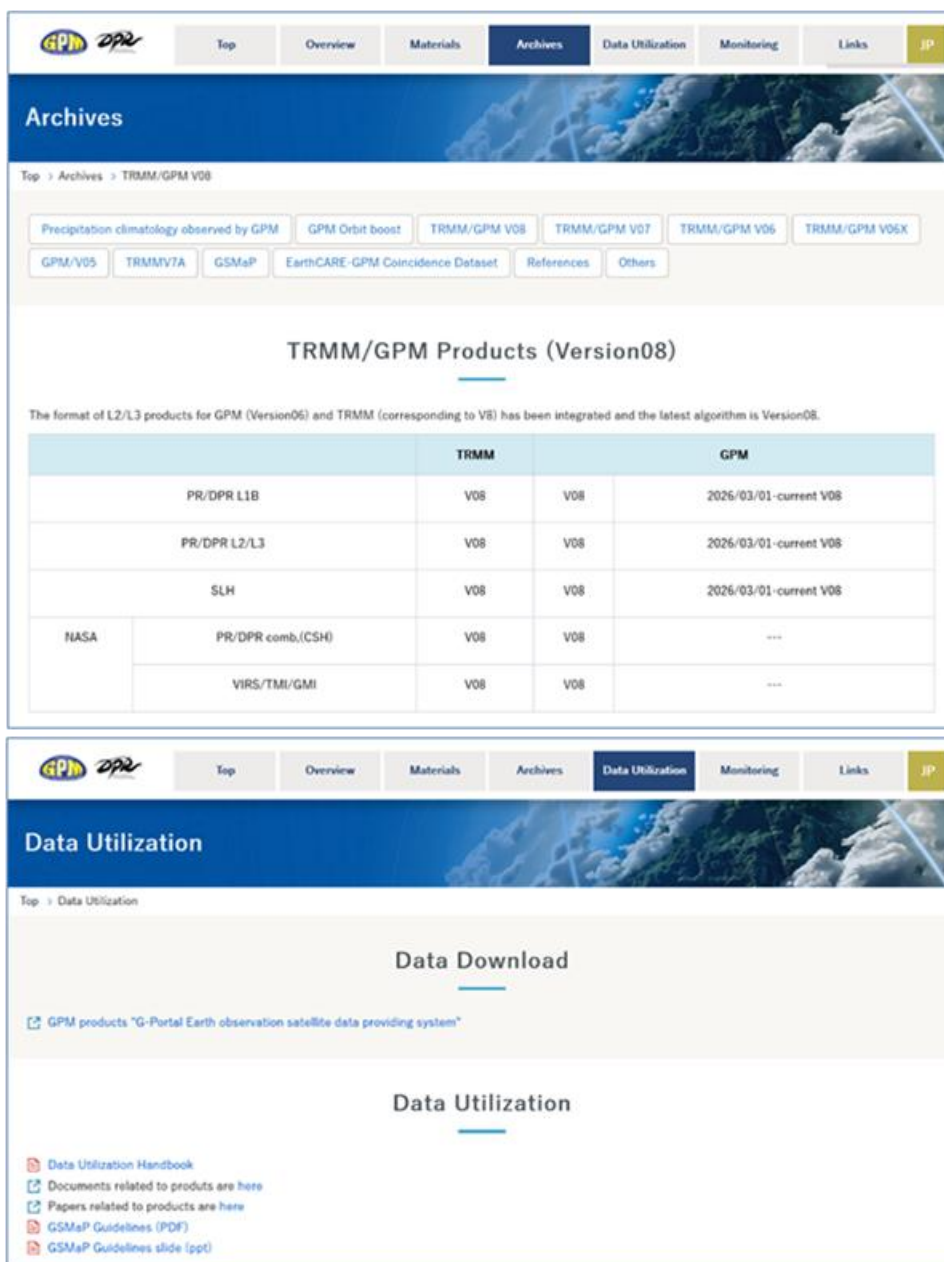 GPM DPR Top Overview Materials Archives Data Utilization Monitoring Links JP
Archives
Top > Archives > TRMM/GPM V08
Precipitation climatology observed by GPM GPM Orbit boost TRMM/GPM V08 TRMM/GPM V07 TRMM/GPM V06 TRMM/GPM V06X
GPM/V05 TRMMV7A GSMaP EarthCARE-GPM Coincidence Dataset References Others
TRMM/GPM Products (Version08)
The format of L2/L3 products for GPM (Version06) and TRMM (corresponding to V8) has been integrated and the latest algorithm is Version08.
TRMM GPM
PR/DPR L1B V08 V08 2026/03/01-current V08
PR/DPR L2/L3 V08 V08 2026/03/01-current V08
SLH V08 V08 2026/03/01-current V08
NASA PR/DPR comb.(CSH) V08 V08 ---
VIRS/TMI/GMI V08 V08 ---
GPM DPR Top Overview Materials Archives Data Utilization Monitoring Links JP
Data Utilization
Top > Data Utilization
Data Download
GPM products "G-Portal Earth observation satellite data providing system"
Data Utilization
Data Utilization Handbook
Documents related to produts are here
Papers related to products are here
GSMaP Guidelines (PDF)
GSMaP Guidelines slide (ppt)